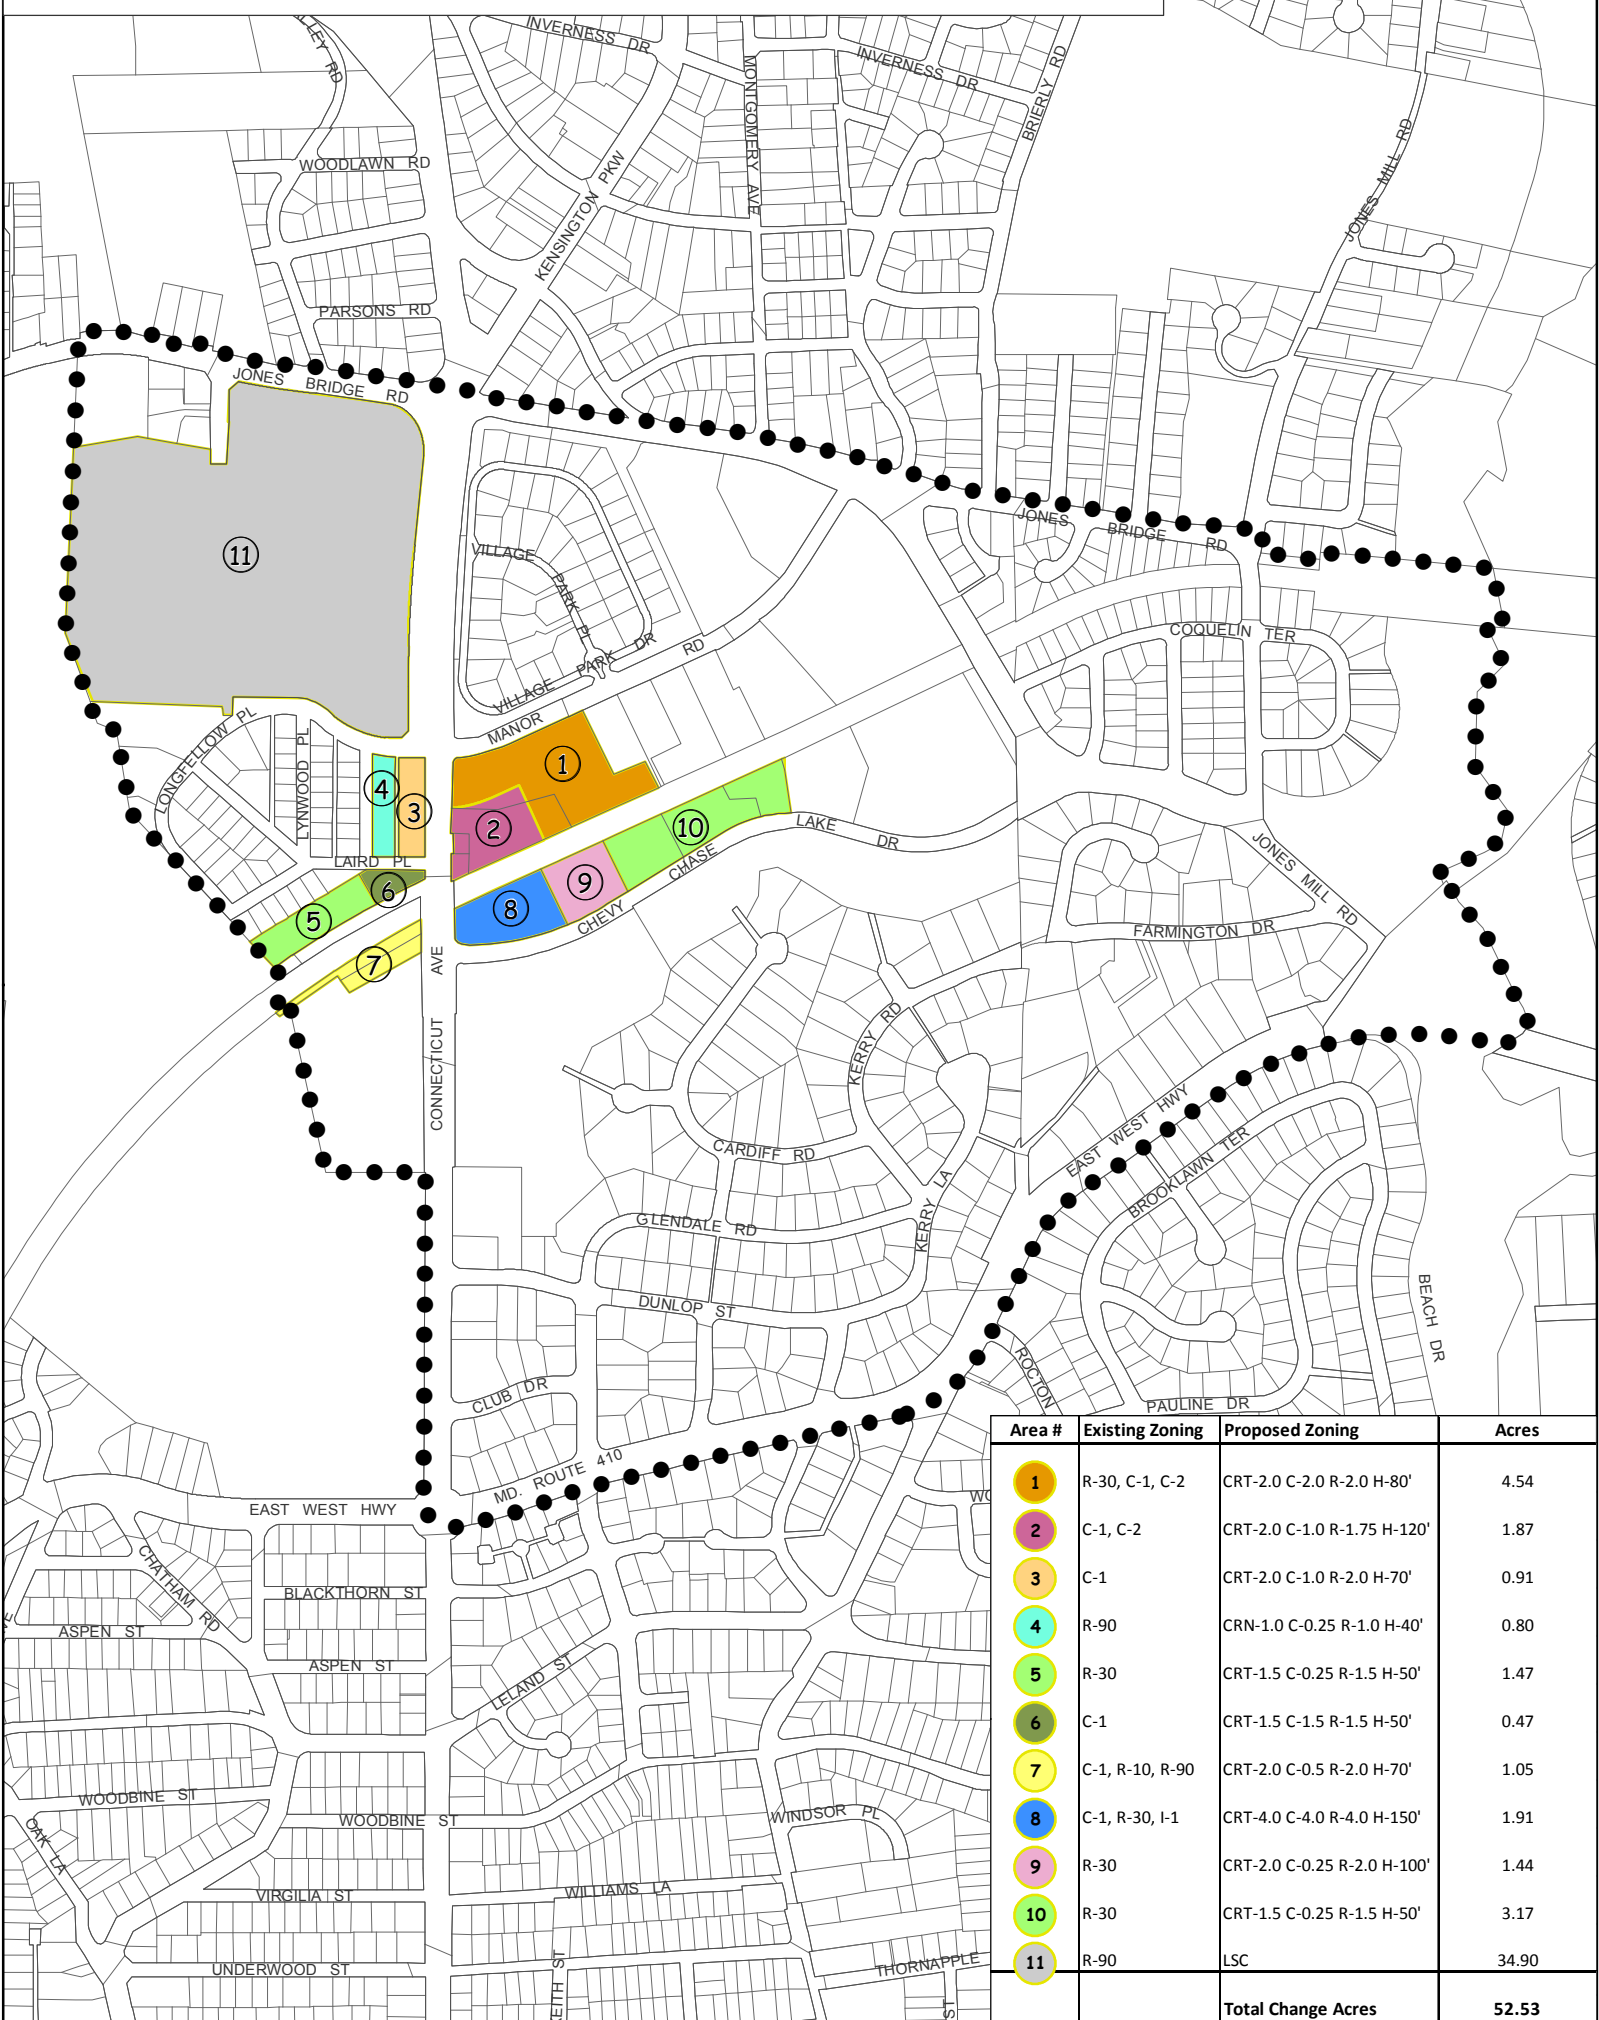 LLEY RD
INVERNESS DR
INVERNESS DR
MONTGOMERY AVE
BRIERLY RD
JONES MILL RD
WOODLAWN RD
KENSINGTON PKW
PARSONS RD
JONES BRIDGE RD
JONES BRIDGE RD
11
VILLAGE PARK PL
VILLAGE PARK DR
MANOR RD
COQUELIN TER
LONGFELLOW PL
LYNWOOD PL
1
4
3
2
10
LAKE DR
CHEVY CHASE
LAIRD PL
6
9
8
5
7
JONES MILL RD
FARMINGTON DR
CONNECTICUT AVE
KERRY RD
CARDIFF RD
KERRY LA
EAST WEST HWY
BROOKLAWN TER
GLENDALE RD
DUNLOP ST
BEACH DR
ROCTON
CLUB DR
PAULINE DR
MD. ROUTE 410
EAST WEST HWY
CHATHAM RD
BLACKTHORN ST
ASPEN ST
ASPEN ST
LELAND ST
WOODBINE ST
WOODBINE ST
OAK LA
WINDSOR PL
VIRGILIA ST
WILLIAMS LA
UNDERWOOD ST
EITH ST
THORNAPPLE
ST
WO
Area # Existing Zoning Proposed Zoning Acres
1 R-30, C-1, C-2 CRT-2.0 C-2.0 R-2.0 H-80' 4.54
2 C-1, C-2 CRT-2.0 C-1.0 R-1.75 H-120' 1.87
3 C-1 CRT-2.0 C-1.0 R-2.0 H-70' 0.91
4 R-90 CRN-1.0 C-0.25 R-1.0 H-40' 0.80
5 R-30 CRT-1.5 C-0.25 R-1.5 H-50' 1.47
6 C-1 CRT-1.5 C-1.5 R-1.5 H-50' 0.47
7 C-1, R-10, R-90 CRT-2.0 C-0.5 R-2.0 H-70' 1.05
8 C-1, R-30, I-1 CRT-4.0 C-4.0 R-4.0 H-150' 1.91
9 R-30 CRT-2.0 C-0.25 R-2.0 H-100' 1.44
10 R-30 CRT-1.5 C-0.25 R-1.5 H-50' 3.17
11 R-90 LSC 34.90
Total Change Acres 52.53